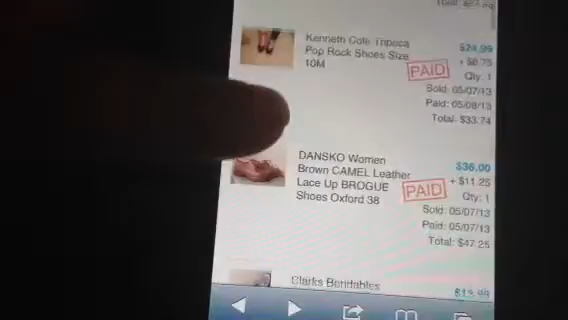 Kenneth Cole Tripoca
Pop Rock Shoes Size
10M
$24.99
+ $8.75
PAID
Qty: 1
Sold: 05/07/13
Paid: 05/08/13
Total: $33.74
DANSKO Women
Brown CAMEL Leather
Lace Up BROGUE
Shoes Oxford 38
$36.00
+ $11.25
PAID
Qty: 1
Sold: 05/07/13
Paid: 05/07/13
Total: $47.25
Clarks Bendables